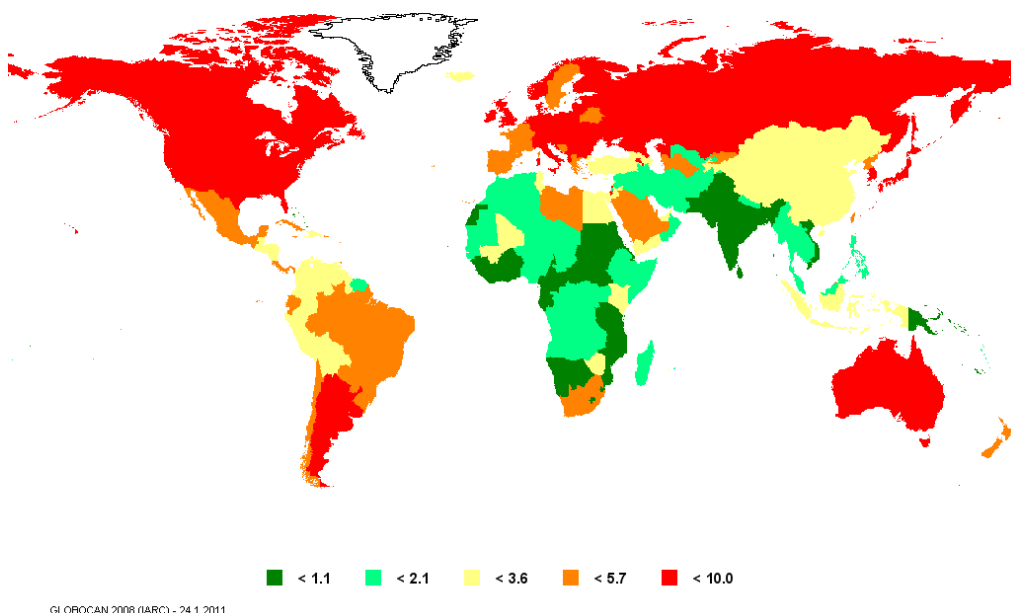 < 1.1 < 2.1 < 3.6 < 5.7 < 10.0
GLOBOCAN 2008 (IARC) - 24.1.2011